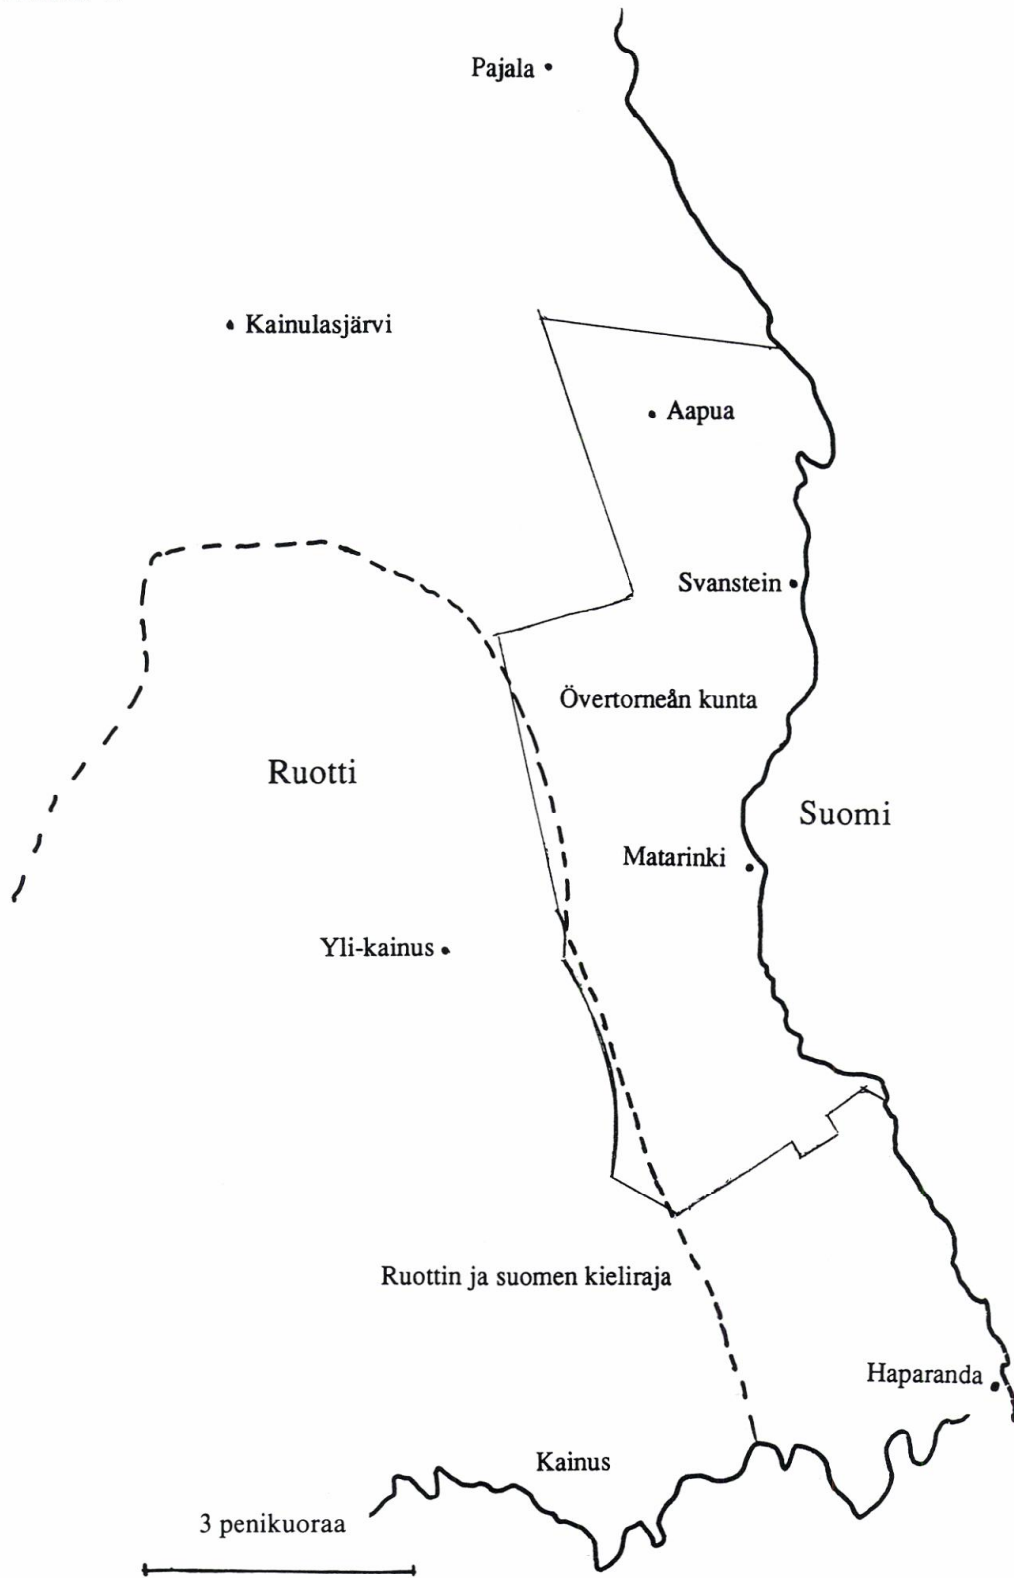 Pajala
Kainulasjärvi
Aapua
Svanstein
Övertorneån kunta
Ruotti
Suomi
Matarinki
Yli-kainus
Ruottin ja suomen kieliraja
Haparanda
Kainus
3 penikuoraa